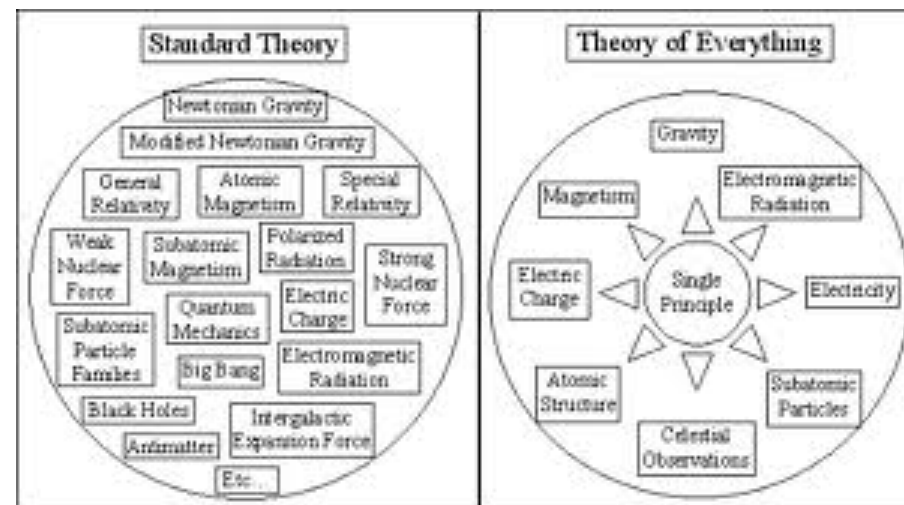 Standard Theory
Newtonian Gravity
Modified Newtonian Gravity
General
Relativity
Atomic
Magnetism
Special
Relativity
Weak
Nuclear
Force
Subatomic
Magnetism
Polarized
Radiation
Strong
Nuclear
Force
Quantum
Mechanics
Electric
Charge
Subatomic
Particle
Families
Big Bang
Electromagnetic
Radiation
Black Holes
Antimatter
Intergalactic
Expansion Force
Etc...
Theory of Everything
Gravity
Magnetism
Electromagnetic
Radiation
Electric
Charge
Single
Principle
Electricity
Atomic
Structure
Subatomic
Particles
Celestial
Observations